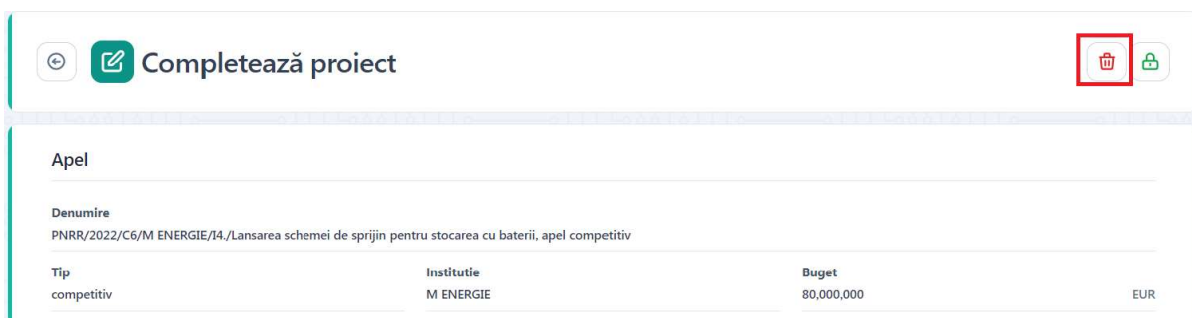 Completează proiect
Apel
Denumire
PNRR/2022/C6/M ENERGIE/I4./Lansarea schemei de sprijin pentru stocarea cu baterii, apel competitiv
Tip Institutie Buget
competitiv M ENERGIE 80,000,000 EUR